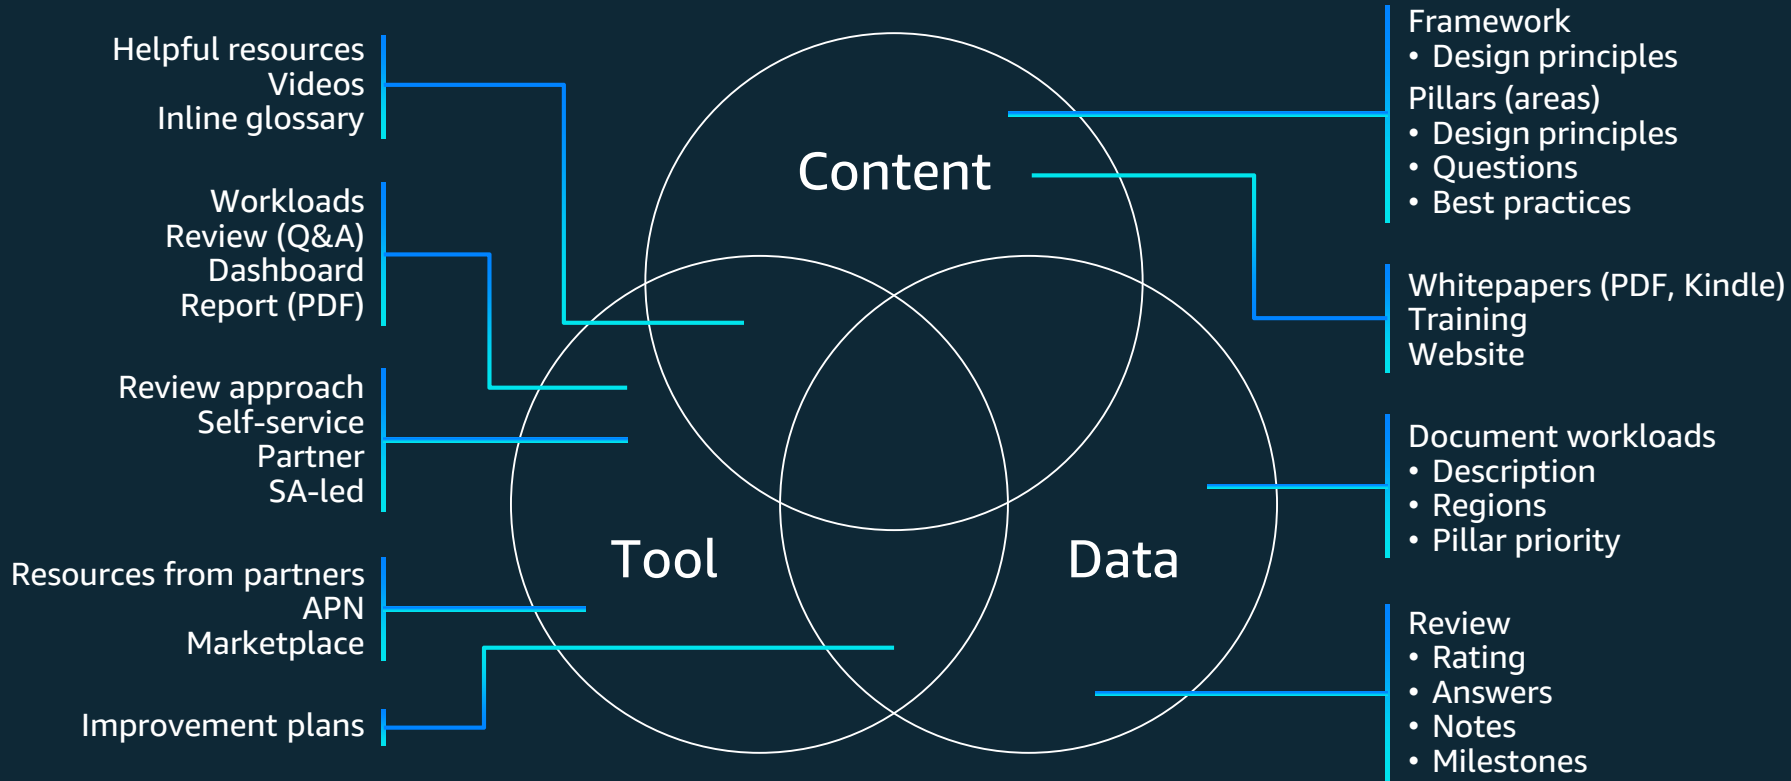 Helpful resources
Videos
Inline glossary
Workloads
Review (Q&A)
Dashboard
Report (PDF)
Review approach
Self-service
Partner
SA-led
Resources from partners
APN
Marketplace
Improvement plans
Content
Tool
Data
Framework
• Design principles
Pillars (areas)
• Design principles
• Questions
• Best practices
Whitepapers (PDF, Kindle)
Training
Website
Document workloads
• Description
• Regions
• Pillar priority
Review
• Rating
• Answers
• Notes
• Milestones